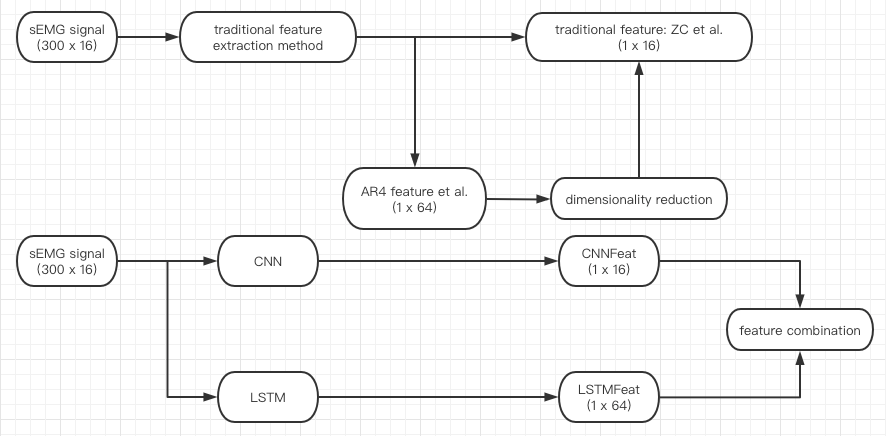 sEMG signal
(300 x 16)
traditional feature
extraction method
traditional feature: ZC et al.
(1 x 16)
AR4 feature et al.
(1 x 64)
dimensionality reduction
sEMG signal
(300 x 16)
CNN
CNNFeat
(1 x 16)
feature combination
LSTM
LSTMFeat
(1 x 64)